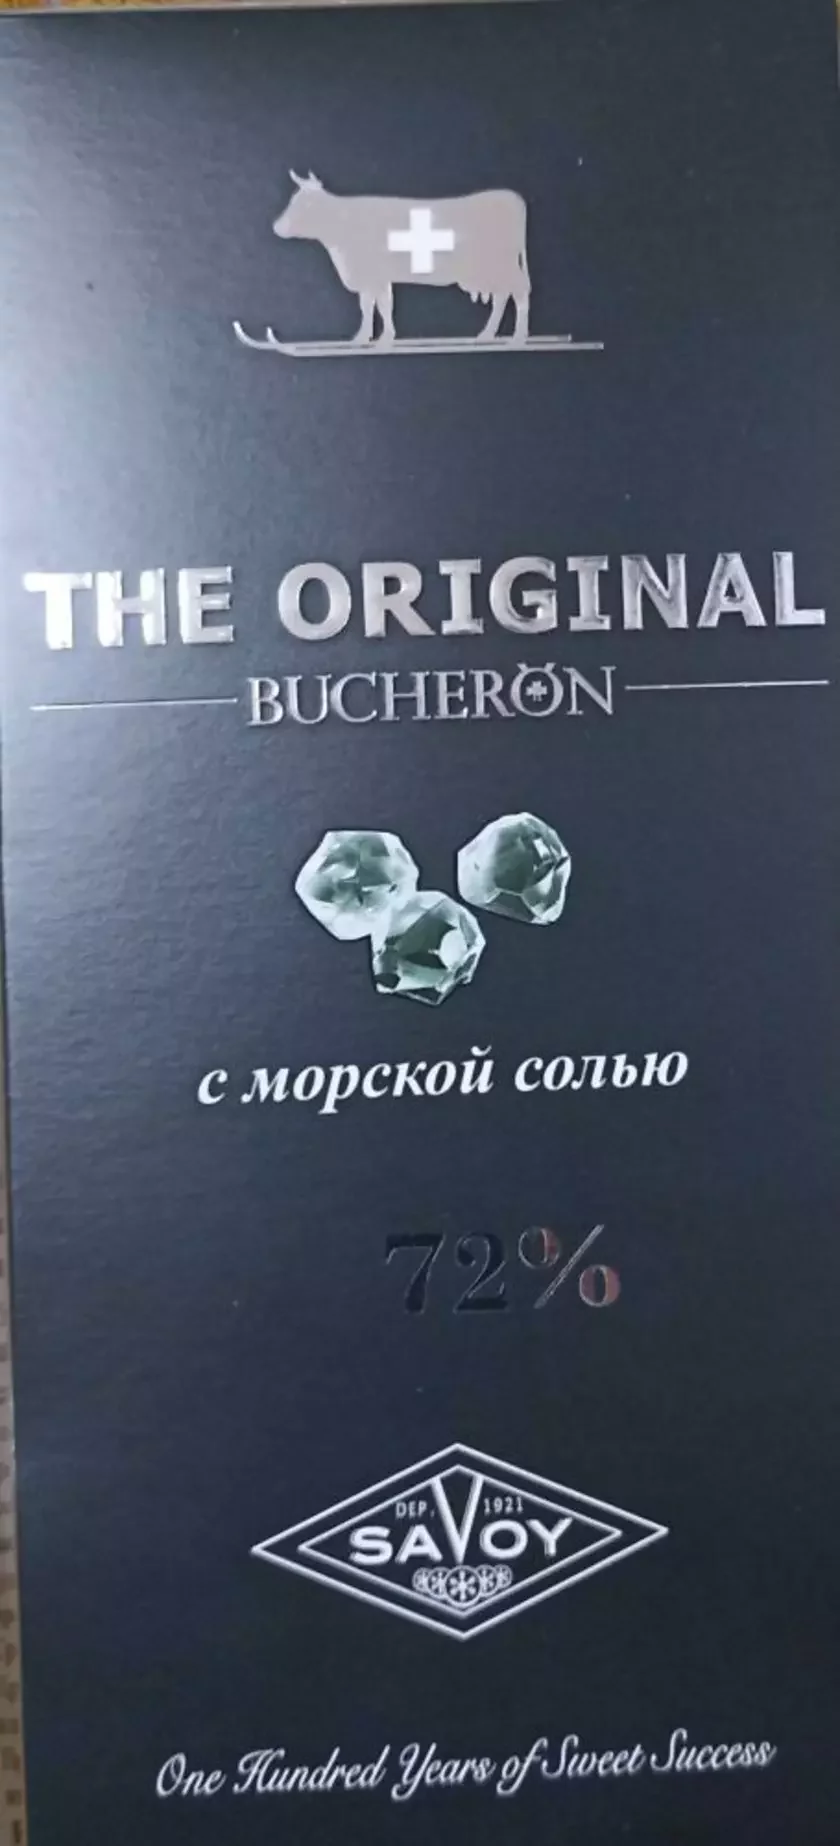 THE ORIGINAL
BUCHERON
с морской солью
72%
DEP. 1921
SAVOY
One Hundred Years of Sweet Success